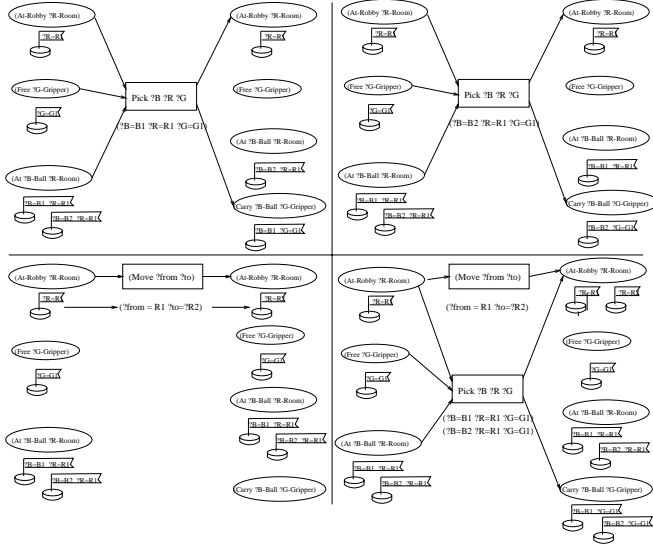 (At-Robby ?R-Room)
(At-Robby ?R-Room)
?R=R1
?R=R1
(Free ?G-Gripper)
(Free ?G-Gripper)
Pick ?B ?R ?G
?G=G1
(?B=B1 ?R=R1 ?G=G1)
(At ?B-Ball ?R-Room)
(At ?B-Ball ?R-Room)
?B=B2 ?R=R1
?B=B1 ?R=R1
(Carry ?B-Ball ?G-Gripper)
?B=B2 ?R=R1
?B=B1 ?G=G1
(At-Robby ?R-Room)
(At-Robby ?R-Room)
?R=R1
?R=R1
(Free ?G-Gripper)
(Free ?G-Gripper)
Pick ?B ?R ?G
?G=G1
(?B=B2 ?R=R1 ?G=G1)
(At ?B-Ball ?R-Room)
?B=B1 ?R=R1
(At ?B-Ball ?R-Room)
?B=B1 ?R=R1
(Carry ?B-Ball ?G-Gripper)
?B=B2 ?R=R1
?B=B2 ?G=G1
(At-Robby ?R-Room)
(Move ?from ?to)
(At-Robby ?R-Room)
(?from = R1 ?to=?R2)
(Free ?G-Gripper)
(Free ?G-Gripper)
?G=G1
?G=G1
(At ?B-Ball ?R-Room)
?B=B1 ?R=R1
?B=B2 ?R=R1
(At ?B-Ball ?R-Room)
?B=B1 ?R=R1
?B=B2 ?R=R1
(Carry ?B-Ball ?G-Gripper)
(At-Robby ?R-Room)
(Move ?from ?to)
(At-Robby ?R-Room)
(?from = R1 ?to=?R2)
(Free ?G-Gripper)
(Free ?G-Gripper)
?G=G1
?G=G1
Pick ?B ?R ?G
(?B=B1 ?R=R1 ?G=G1)
(?B=B2 ?R=R1 ?G=G1)
(At ?B-Ball ?R-Room)
?B=B1 ?R=R1
?B=B2 ?R=R1
(At ?B-Ball ?R-Room)
?B=B1 ?R=R1
?B=B2 ?R=R1
(Carry ?B-Ball ?G-Gripper)
?B=B1 ?G=G1
?B=B2 ?G=G1